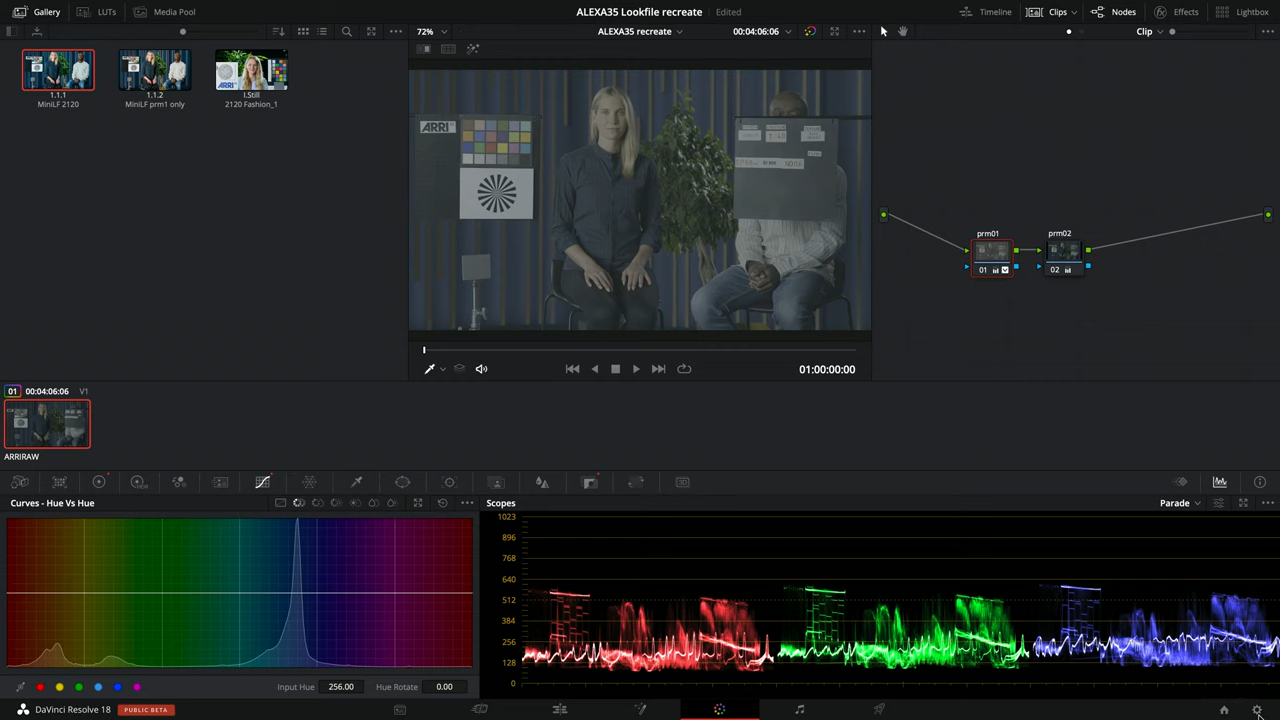 Gallery
LUTs
Media Pool
ALEXA35 Lookfile recreate
Edited
Timeline
Clips
Nodes
Effects
Lightbox
72%
ALEXA35 recreate
00:04:06:06
Clip
1.1.1
MiniLF 2120
1.1.2
MiniLF prm1 only
I.Still
2120 Fashion_1
ARRI
ARRI
prm01
01
prm02
02
01:00:00:00
01
00:04:06:06
V1
ARRIRAW
Curves - Hue Vs Hue
Scopes
Parade
1023
896
768
640
512
384
256
128
0
Input Hue
256.00
Hue Rotate
0.00
DaVinci Resolve 18
PUBLIC BETA